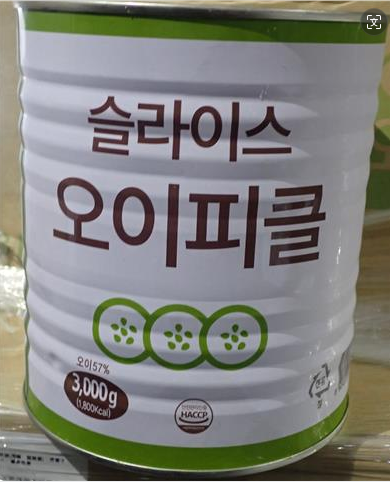 슬라이스
오이피클
오이57%
3,000g
(1,800Kcal)
HACCP